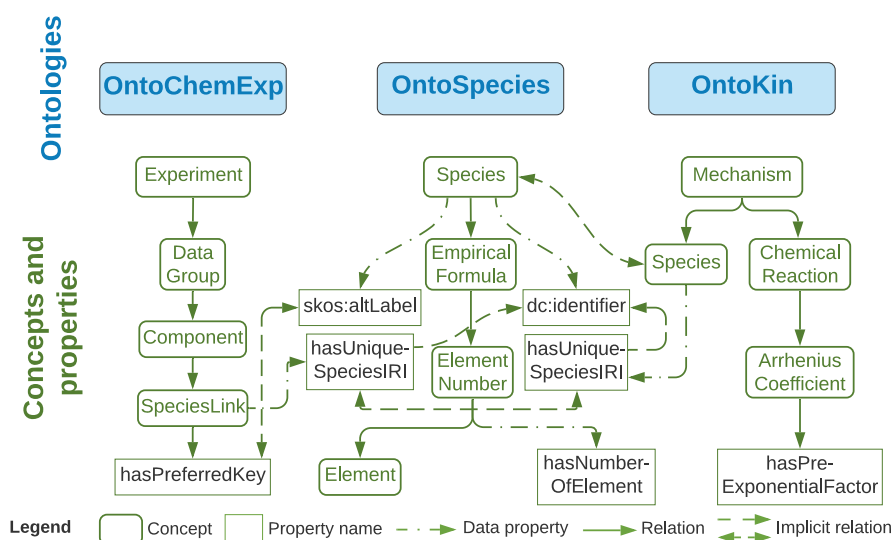 Ontologies
OntoChemExp
OntoSpecies
OntoKin
Concepts and
properties
Experiment
Species
Mechanism
Data
Group
Empirical
Formula
Species
Chemical
Reaction
skos:altLabel
dc:identifier
Component
hasUnique-
SpeciesIRI
Element
Number
hasUnique-
SpeciesIRI
Arrhenius
Coefficient
SpeciesLink
hasPreferredKey
Element
hasNumber-
OfElement
hasPre-
ExponentialFactor
Legend
Concept
Property name
Data property
Relation
Implicit relation